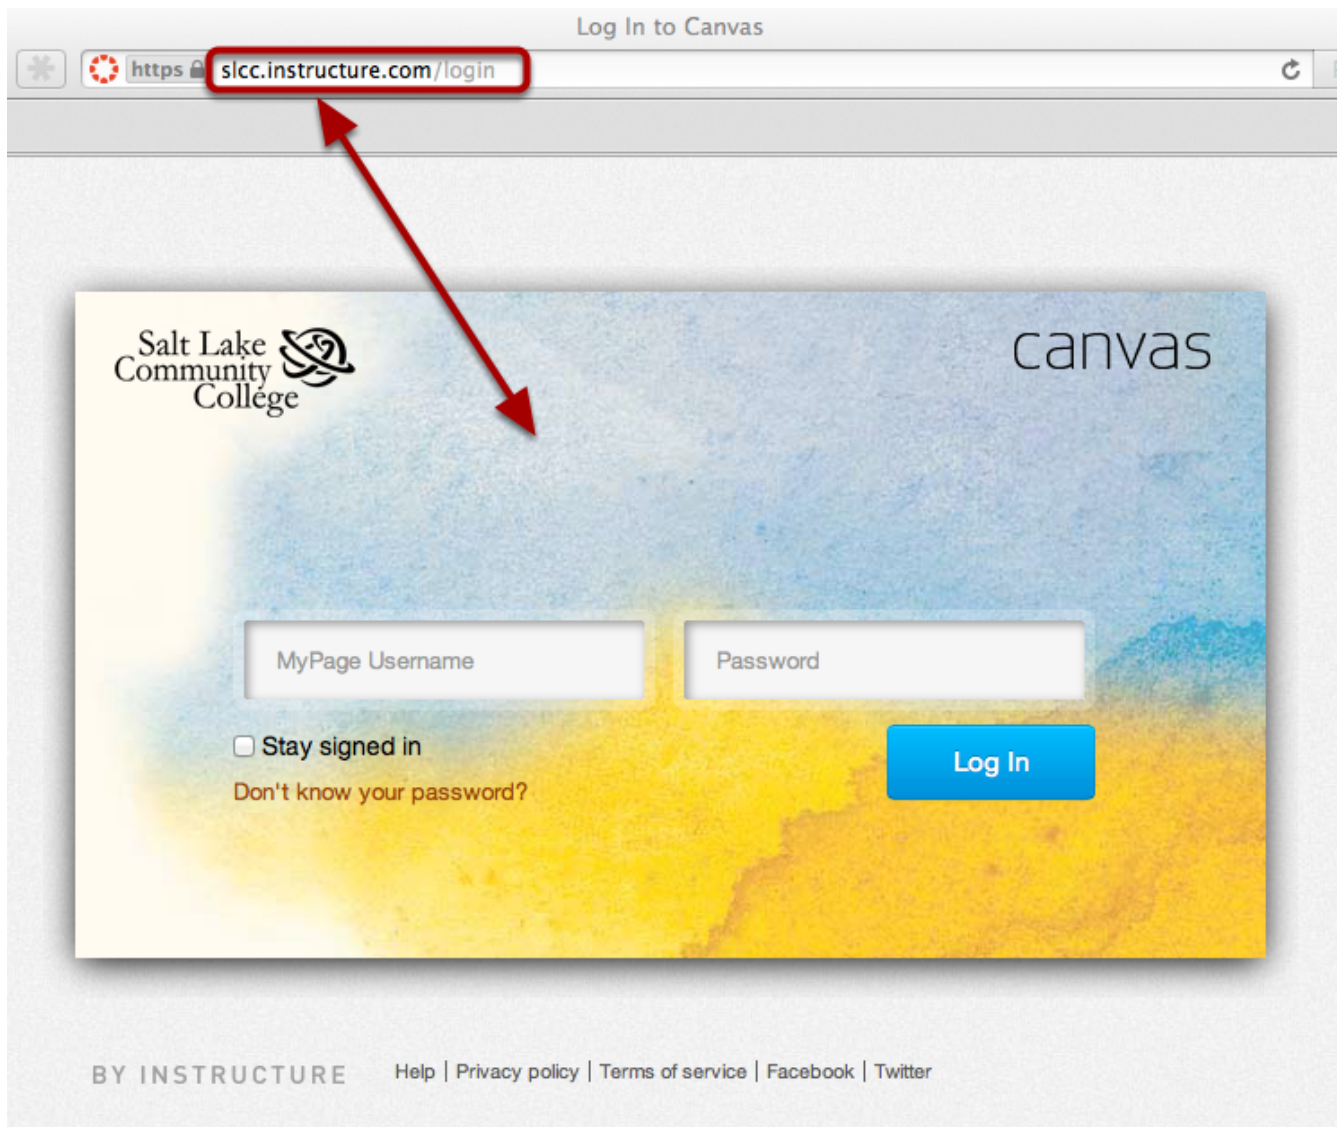 Log In to Canvas
https slcc.instructure.com/login
Salt Lake
Community
College
canvas
MyPage Username
Password
Stay signed in
Log In
Don't know your password?
BY INSTRUCTURE
Help | Privacy policy | Terms of service | Facebook | Twitter